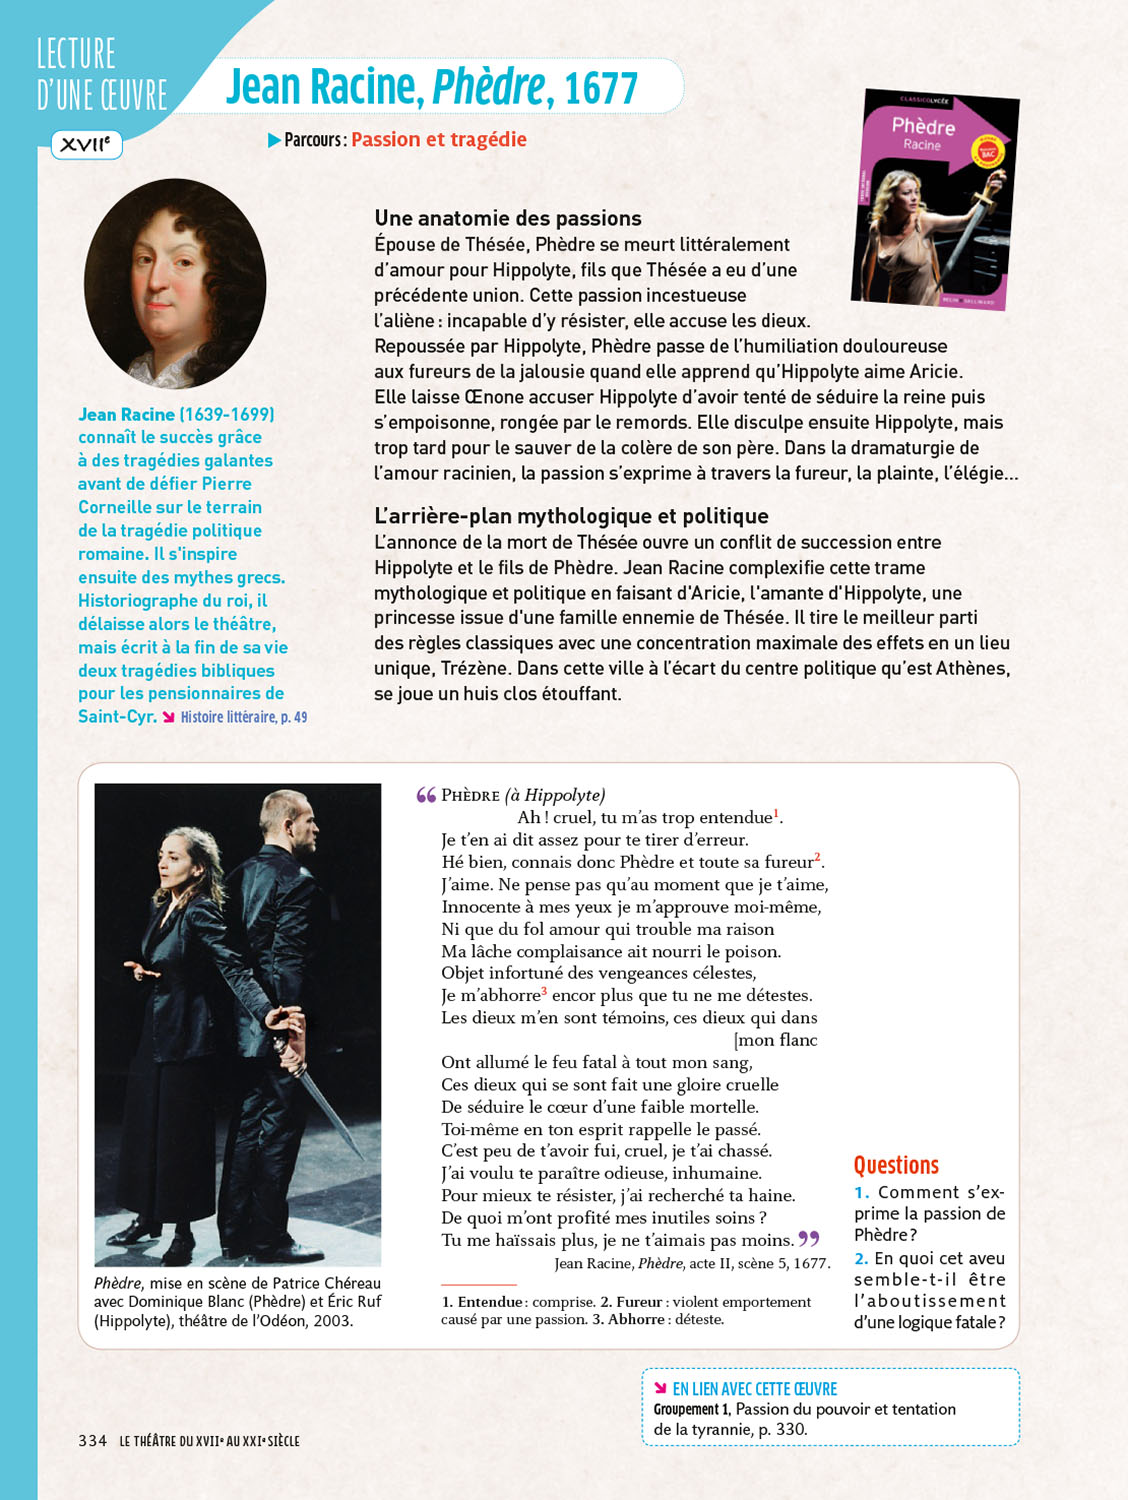 LECTURE
D'UNE ŒUVRE
XVIIe
Jean Racine, Phèdre, 1677
Parcours : Passion et tragédie
CLASSICOLYCÉE
Phèdre
Racine
BAC
BELIN GALLIMARD
Jean Racine (1639-1699)
connaît le succès grâce
à des tragédies galantes
avant de défier Pierre
Corneille sur le terrain
de la tragédie politique
romaine. Il s'inspire
ensuite des mythes grecs.
Historiographe du roi, il
délaisse alors le théâtre,
mais écrit à la fin de sa vie
deux tragédies bibliques
pour les pensionnaires de
Saint-Cyr. Histoire littéraire, p. 49
Une anatomie des passions
Épouse de Thésée, Phèdre se meurt littéralement
d'amour pour Hippolyte, fils que Thésée a eu d'une
précédente union. Cette passion incestueuse
l'aliène : incapable d'y résister, elle accuse les dieux.
Repoussée par Hippolyte, Phèdre passe de l'humiliation douloureuse
aux fureurs de la jalousie quand elle apprend qu'Hippolyte aime Aricie.
Elle laisse Œnone accuser Hippolyte d'avoir tenté de séduire la reine puis
s'empoisonne, rongée par le remords. Elle disculpe ensuite Hippolyte, mais
trop tard pour le sauver de la colère de son père. Dans la dramaturgie de
l'amour racinien, la passion s'exprime à travers la fureur, la plainte, l'élégie...
L'arrière-plan mythologique et politique
L'annonce de la mort de Thésée ouvre un conflit de succession entre
Hippolyte et le fils de Phèdre. Jean Racine complexifie cette trame
mythologique et politique en faisant d'Aricie, l'amante d'Hippolyte, une
princesse issue d'une famille ennemie de Thésée. Il tire le meilleur parti
des règles classiques avec une concentration maximale des effets en un lieu
unique, Trézène. Dans cette ville à l'écart du centre politique qu'est Athènes,
se joue un huis clos étouffant.
Phèdre, mise en scène de Patrice Chéreau
avec Dominique Blanc (Phèdre) et Éric Ruf
(Hippolyte), théâtre de l'Odéon, 2003.
“ PHÈDRE (à Hippolyte)
Ah ! cruel, tu m'as trop entendue1.
Je t'en ai dit assez pour te tirer d'erreur.
Hé bien, connais donc Phèdre et toute sa fureur2.
J'aime. Ne pense pas qu'au moment que je t'aime,
Innocente à mes yeux je m'approuve moi-même,
Ni que du fol amour qui trouble ma raison
Ma lâche complaisance ait nourri le poison.
Objet infortuné des vengeances célestes,
Je m'abhorre3 encor plus que tu ne me détestes.
Les dieux m'en sont témoins, ces dieux qui dans
[mon flanc
Ont allumé le feu fatal à tout mon sang,
Ces dieux qui se sont fait une gloire cruelle
De séduire le cœur d'une faible mortelle.
Toi-même en ton esprit rappelle le passé.
C'est peu de t'avoir fui, cruel, je t'ai chassé.
J'ai voulu te paraître odieuse, inhumaine.
Pour mieux te résister, j'ai recherché ta haine.
De quoi m'ont profité mes inutiles soins ?
Tu me haïssais plus, je ne t'aimais pas moins. ”
Jean Racine, Phèdre, acte II, scène 5, 1677.
1. Entendue : comprise. 2. Fureur : violent emportement
causé par une passion. 3. Abhorre : déteste.
Questions
1. Comment s'ex-
prime la passion de
Phèdre ?
2. En quoi cet aveu
semble-t-il être
l'aboutissement
d'une logique fatale ?
EN LIEN AVEC CETTE ŒUVRE
Groupement 1, Passion du pouvoir et tentation
de la tyrannie, p. 330.
334 LE THÉÂTRE DU XVIIe AU XXIe SIÈCLE